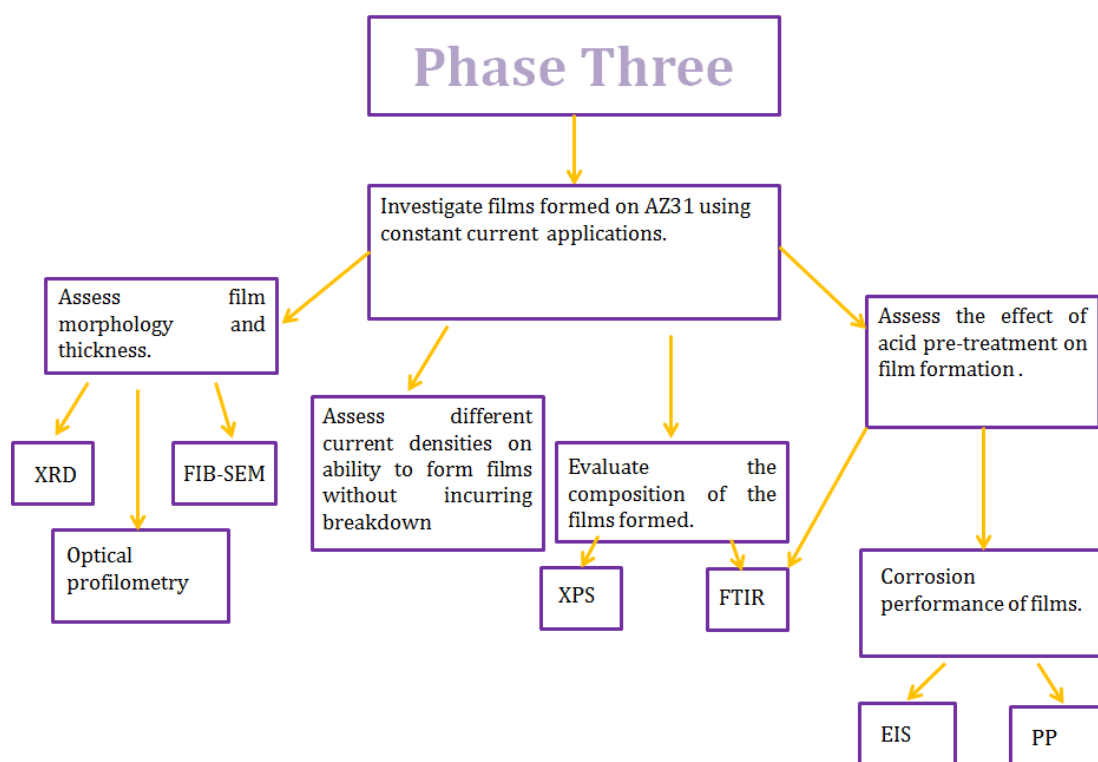 Phase Three
Investigate films formed on AZ31 using
constant current applications.
Assess film
morphology and
thickness.
Assess the effect of
acid pre-treatment on
film formation .
XRD
FIB-SEM
Optical
profilometry
Assess different
current densities on
ability to form films
without incurring
breakdown
Evaluate the
composition of the
films formed.
XPS
FTIR
Corrosion
performance of films.
EIS
PP